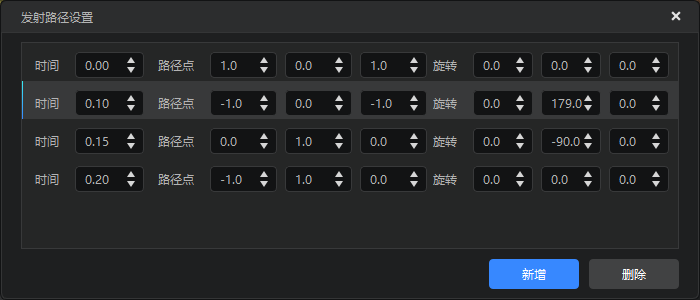 发射路径设置
时间 0.00 路径点 1.0 0.0 1.0 旋转 0.0 0.0 0.0
时间 0.10 路径点 -1.0 0.0 -1.0 旋转 0.0 179.0 0.0
时间 0.15 路径点 0.0 1.0 0.0 旋转 0.0 -90.0 0.0
时间 0.20 路径点 -1.0 1.0 0.0 旋转 0.0 0.0 0.0
新增 删除